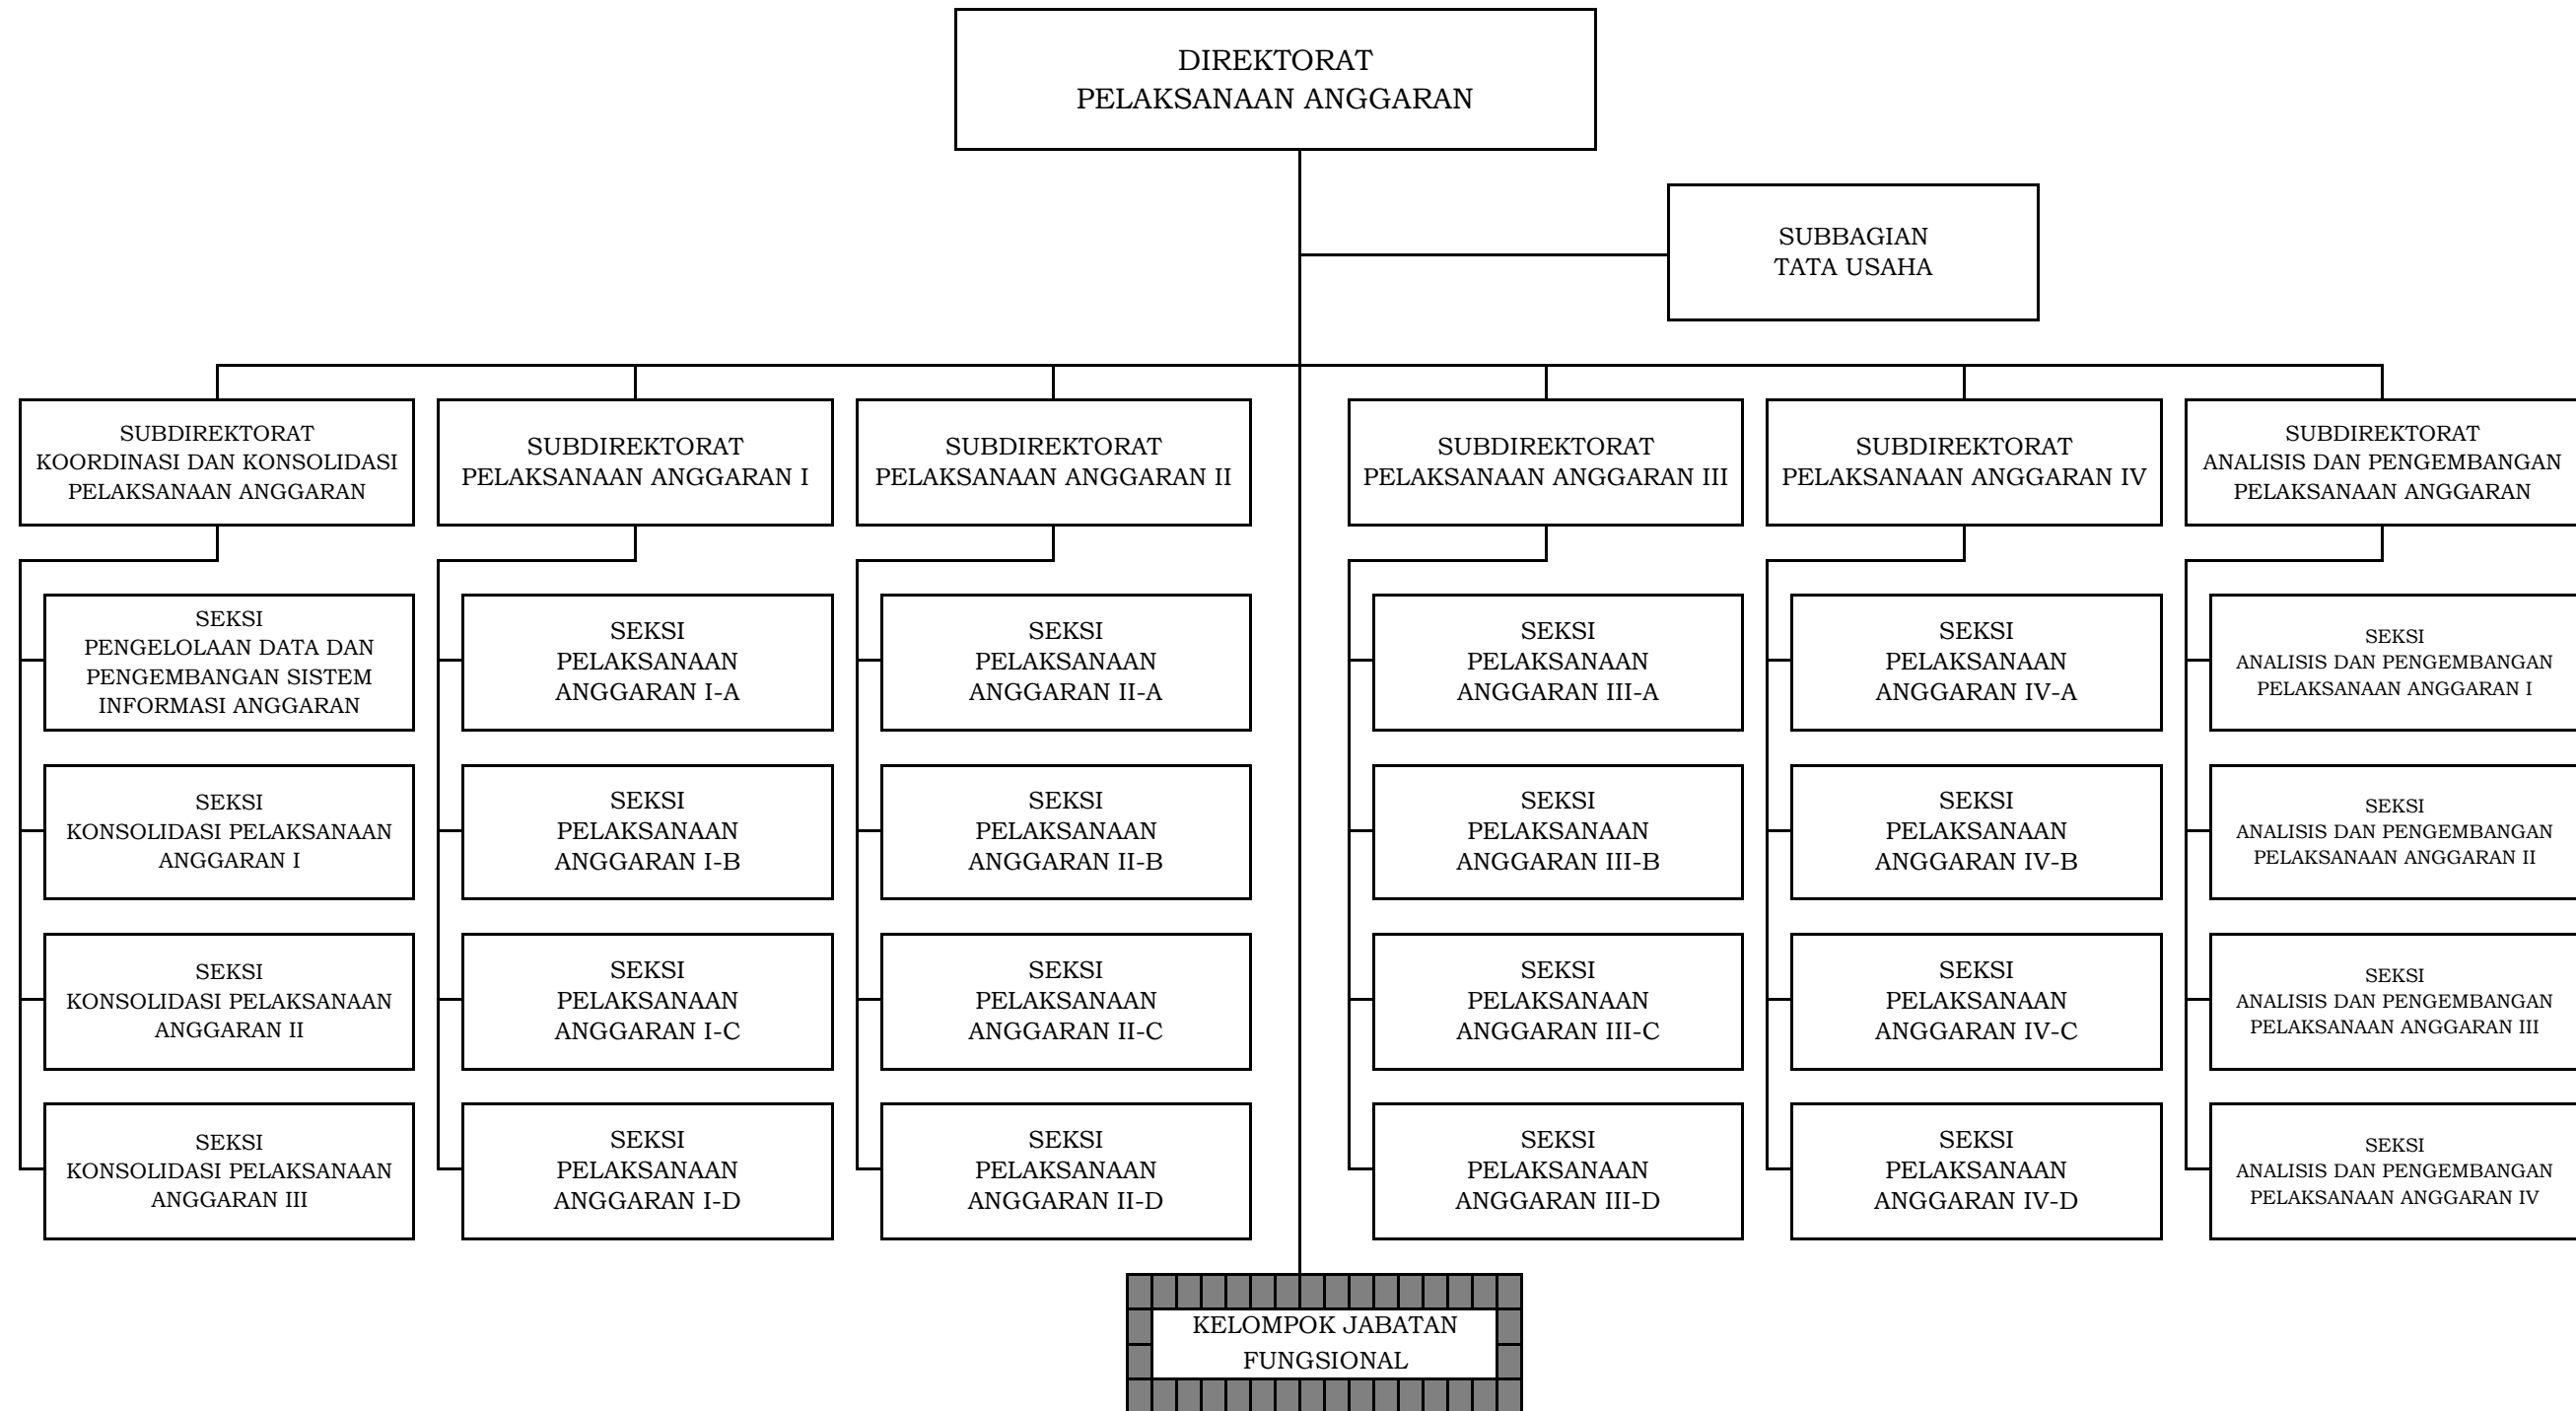 DIREKTORAT
PELAKSANAAN ANGGARAN
SUBBAGIAN
TATA USAHA
SUBDIREKTORAT
KOORDINASI DAN KONSOLIDASI
PELAKSANAAN ANGGARAN
SUBDIREKTORAT
PELAKSANAAN ANGGARAN I
SUBDIREKTORAT
PELAKSANAAN ANGGARAN II
SUBDIREKTORAT
PELAKSANAAN ANGGARAN III
SUBDIREKTORAT
PELAKSANAAN ANGGARAN IV
SUBDIREKTORAT
ANALISIS DAN PENGEMBANGAN
PELAKSANAAN ANGGARAN
SEKSI
PENGELOLAAN DATA DAN
PENGEMBANGAN SISTEM
INFORMASI ANGGARAN
SEKSI
PELAKSANAAN
ANGGARAN I-A
SEKSI
PELAKSANAAN
ANGGARAN II-A
SEKSI
PELAKSANAAN
ANGGARAN III-A
SEKSI
PELAKSANAAN
ANGGARAN IV-A
SEKSI
ANALISIS DAN PENGEMBANGAN
PELAKSANAAN ANGGARAN I
SEKSI
KONSOLIDASI PELAKSANAAN
ANGGARAN I
SEKSI
PELAKSANAAN
ANGGARAN I-B
SEKSI
PELAKSANAAN
ANGGARAN II-B
SEKSI
PELAKSANAAN
ANGGARAN III-B
SEKSI
PELAKSANAAN
ANGGARAN IV-B
SEKSI
ANALISIS DAN PENGEMBANGAN
PELAKSANAAN ANGGARAN II
SEKSI
KONSOLIDASI PELAKSANAAN
ANGGARAN II
SEKSI
PELAKSANAAN
ANGGARAN I-C
SEKSI
PELAKSANAAN
ANGGARAN II-C
SEKSI
PELAKSANAAN
ANGGARAN III-C
SEKSI
PELAKSANAAN
ANGGARAN IV-C
SEKSI
ANALISIS DAN PENGEMBANGAN
PELAKSANAAN ANGGARAN III
SEKSI
KONSOLIDASI PELAKSANAAN
ANGGARAN III
SEKSI
PELAKSANAAN
ANGGARAN I-D
SEKSI
PELAKSANAAN
ANGGARAN II-D
SEKSI
PELAKSANAAN
ANGGARAN III-D
SEKSI
PELAKSANAAN
ANGGARAN IV-D
SEKSI
ANALISIS DAN PENGEMBANGAN
PELAKSANAAN ANGGARAN IV
KELOMPOK JABATAN
FUNGSIONAL